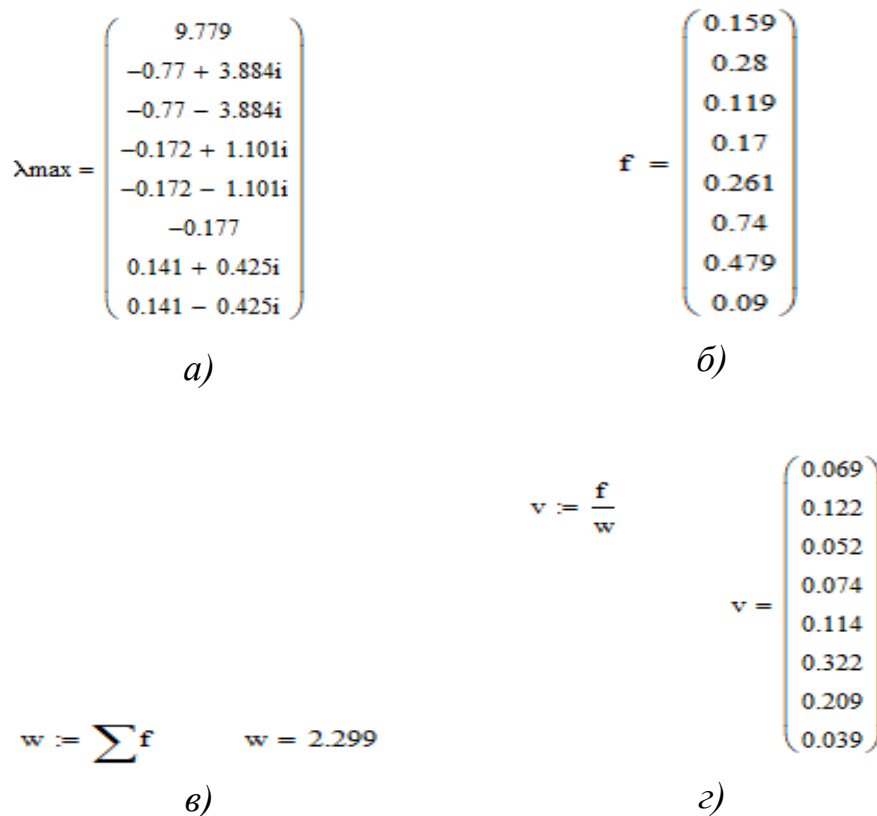 λmax =
9.779
−0.77 + 3.884i
−0.77 − 3.884i
−0.172 + 1.101i
−0.172 − 1.101i
−0.177
0.141 + 0.425i
0.141 − 0.425i
а)
f =
0.159
0.28
0.119
0.17
0.261
0.74
0.479
0.09
б)
w := ∑f w = 2.299
в)
v := f/w
v =
0.069
0.122
0.052
0.074
0.114
0.322
0.209
0.039
г)